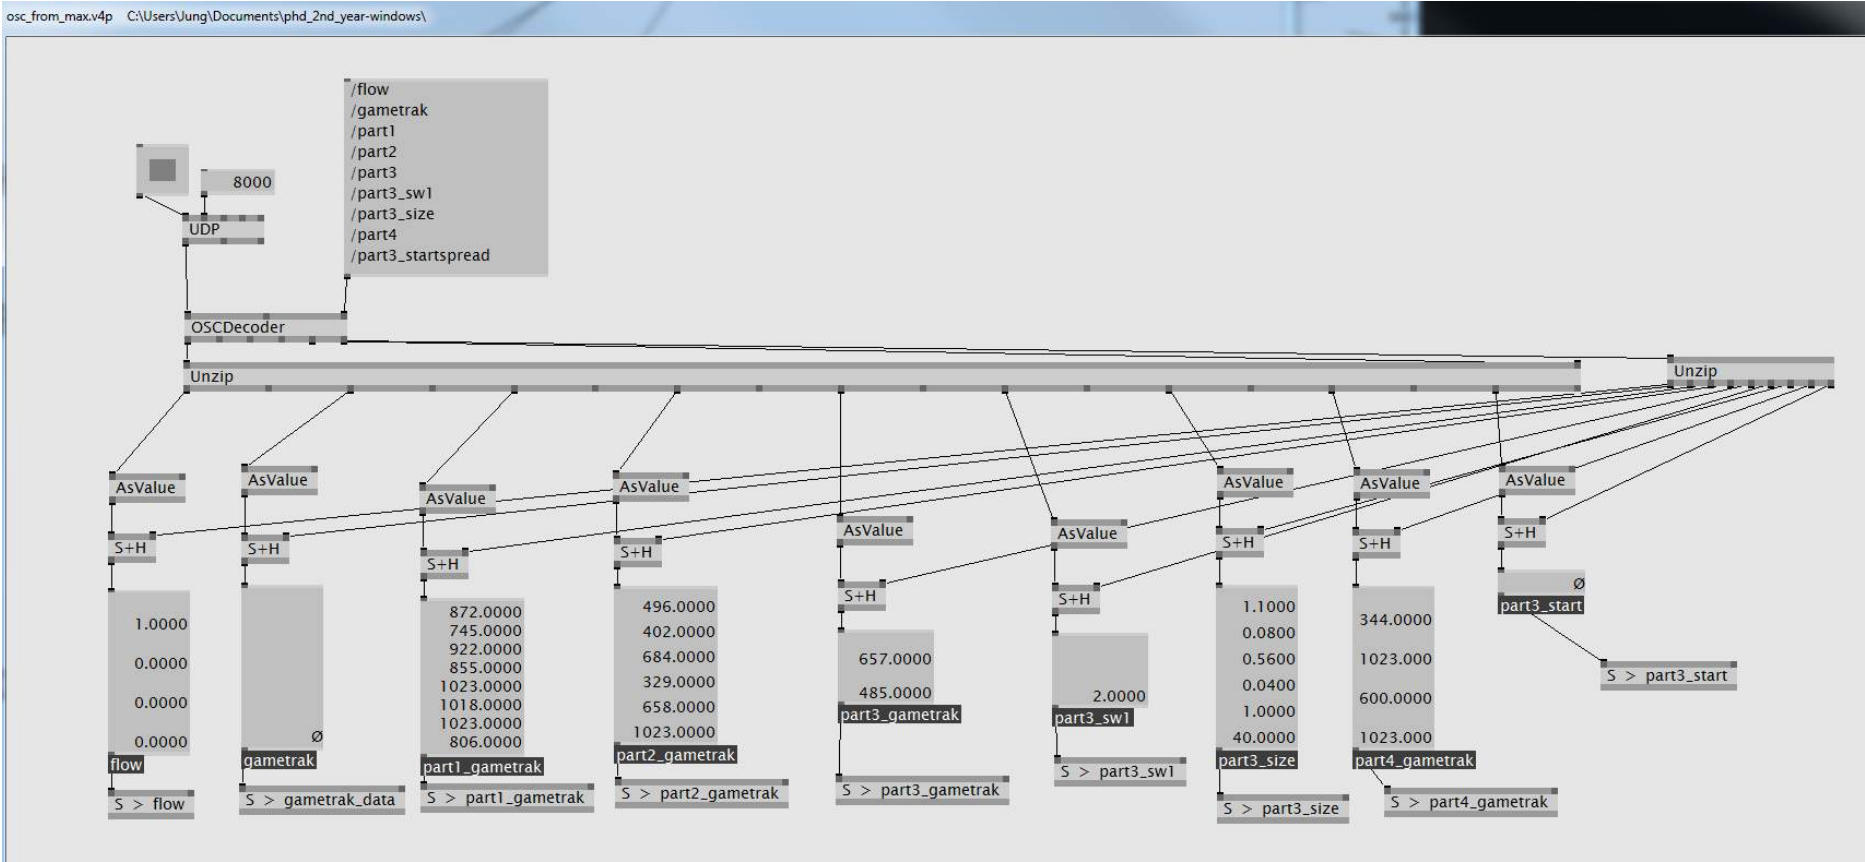 osc_from_max.v4p C:\Users\Jung\Documents\phd_2nd_year-windows\
/flow
/gametrak
/part1
/part2
/part3
/part3_sw1
/part3_size
/part4
/part3_startspread
8000
UDP
OSCDecoder
Unzip
Unzip
AsValue
S+H
1.0000
0.0000
0.0000
0.0000
flow
S > flow
AsValue
S+H
Ø
gametrak
S > gametrak_data
AsValue
S+H
872.0000
745.0000
922.0000
855.0000
1023.0000
1018.0000
1023.0000
806.0000
part1_gametrak
S > part1_gametrak
AsValue
S+H
496.0000
402.0000
684.0000
329.0000
658.0000
1023.0000
part2_gametrak
S > part2_gametrak
AsValue
S+H
657.0000
485.0000
part3_gametrak
S > part3_gametrak
AsValue
S+H
2.0000
part3_sw1
S > part3_sw1
AsValue
S+H
1.1000
0.0800
0.5600
0.0400
1.0000
40.0000
part3_size
S > part3_size
AsValue
S+H
344.0000
1023.000
600.0000
1023.000
part4_gametrak
S > part4_gametrak
AsValue
S+H
Ø
part3_start
S > part3_start